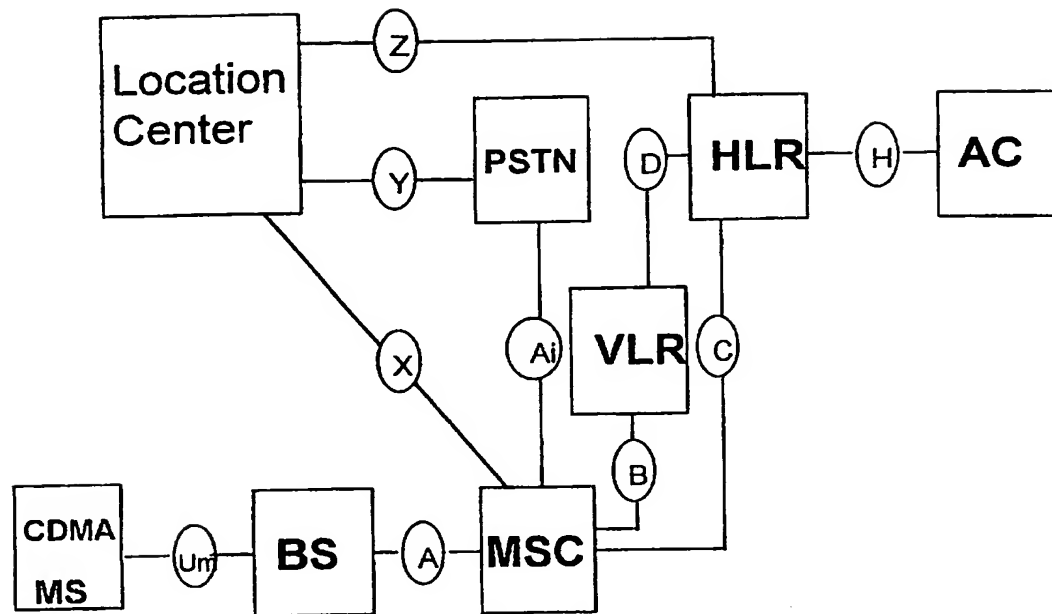 Z
Location
Center
PSTN
D
HLR
H
AC
Y
VLR
C
Ai
X
B
CDMA
MS
Um
BS
A
MSC